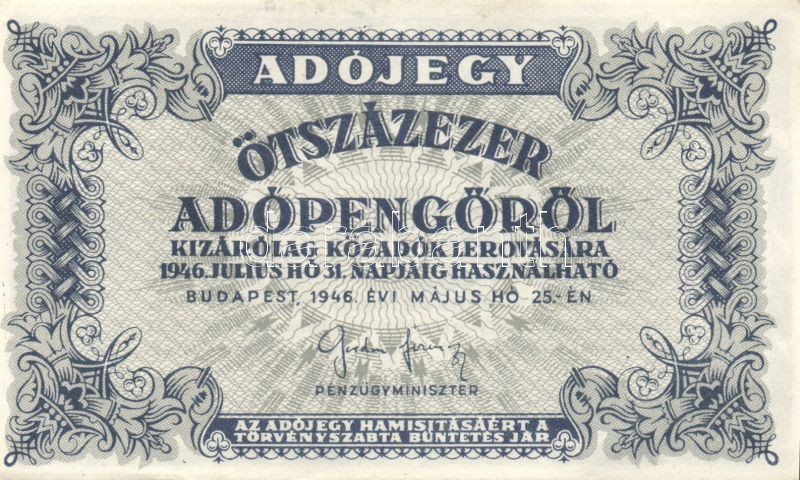 ADÓJEGY
ÖTSZÁZEZER
ADÓPENGŐRŐL
KIZÁRÓLAG KÖZADÓK LEROVÁSÁRA
1946. JULIUS HÓ 31. NAPJÁIG HASZNÁLHATÓ
BUDAPEST, 1946. ÉVI MÁJUS HÓ 25.-ÉN
PÉNZÜGYMINISZTER
AZ ADÓJEGY HAMISITÁSAÉRT A
TÖRVÉNYSZABTA BÜNTETÉS JÁR